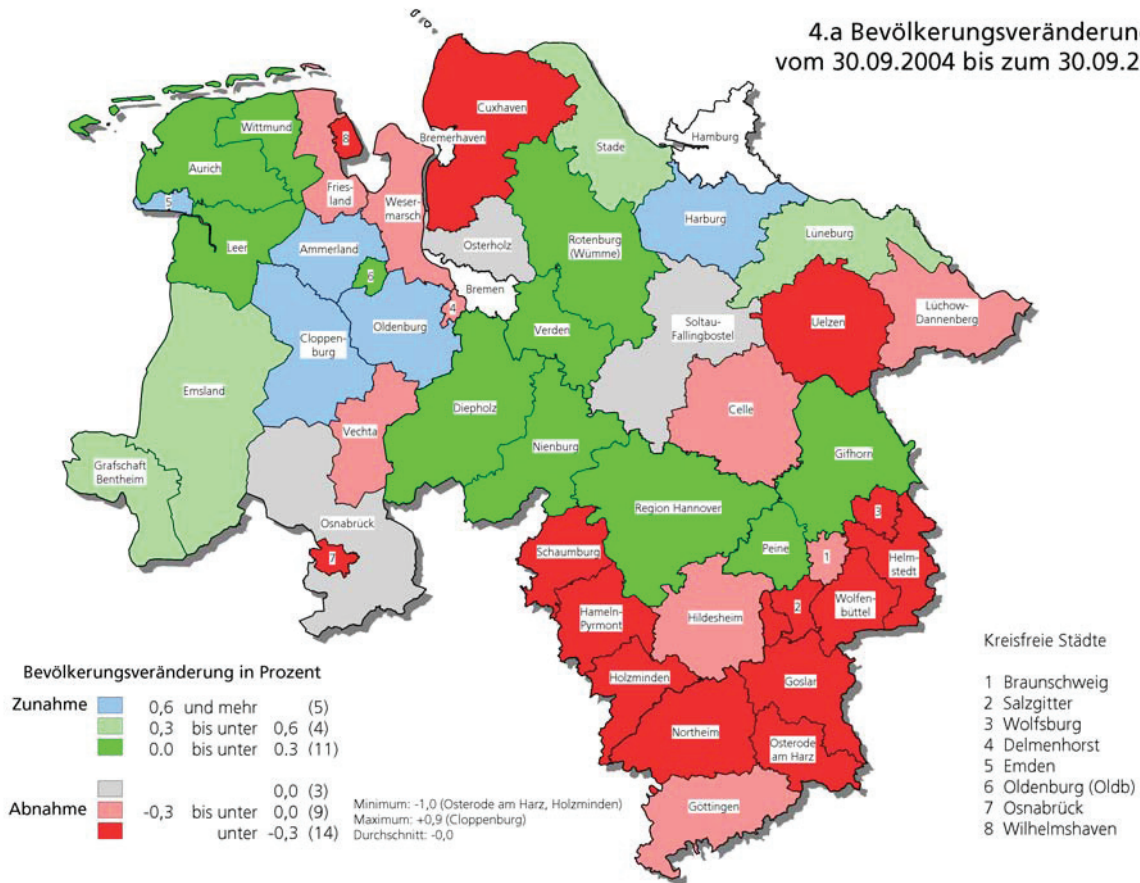 4.a Bevölkerungsveränderun
vom 30.09.2004 bis zum 30.09.2
Cuxhaven
Hamburg
Wittmund
Bremerhaven
8
Stade
Aurich
Fries-
land
Weser-
marsch
5
Harburg
Lüneburg
Leer
Ammerland
Osterholz
Rotenburg
(Wümme)
6
Bremen
4
Lüchow-
Dannenberg
Oldenburg
Verden
Soltau-
Fallingbostel
Uelzen
Cloppen-
burg
Emsland
Diepholz
Celle
Vechta
Nienburg
Gifhorn
Grafschaft
Bentheim
Region Hannover
3
Osnabrück
Schaumburg
Peine
1
Helm-
stedt
7
Wolfen-
büttel
2
Hameln-
Pyrmont
Hildesheim
Holzminden
Goslar
Northeim
Osterode
am Harz
Göttingen
Bevölkerungsveränderung in Prozent
Zunahme 0,6 und mehr (5)
0,3 bis unter 0,6 (4)
0.0 bis unter 0.3 (11)
0,0 (3)
Abnahme -0,3 bis unter 0,0 (9)
unter -0,3 (14)
Minimum: -1,0 (Osterode am Harz, Holzminden)
Maximum: +0,9 (Cloppenburg)
Durchschnitt: -0,0
Kreisfreie Städte
1 Braunschweig
2 Salzgitter
3 Wolfsburg
4 Delmenhorst
5 Emden
6 Oldenburg (Oldb)
7 Osnabrück
8 Wilhelmshaven